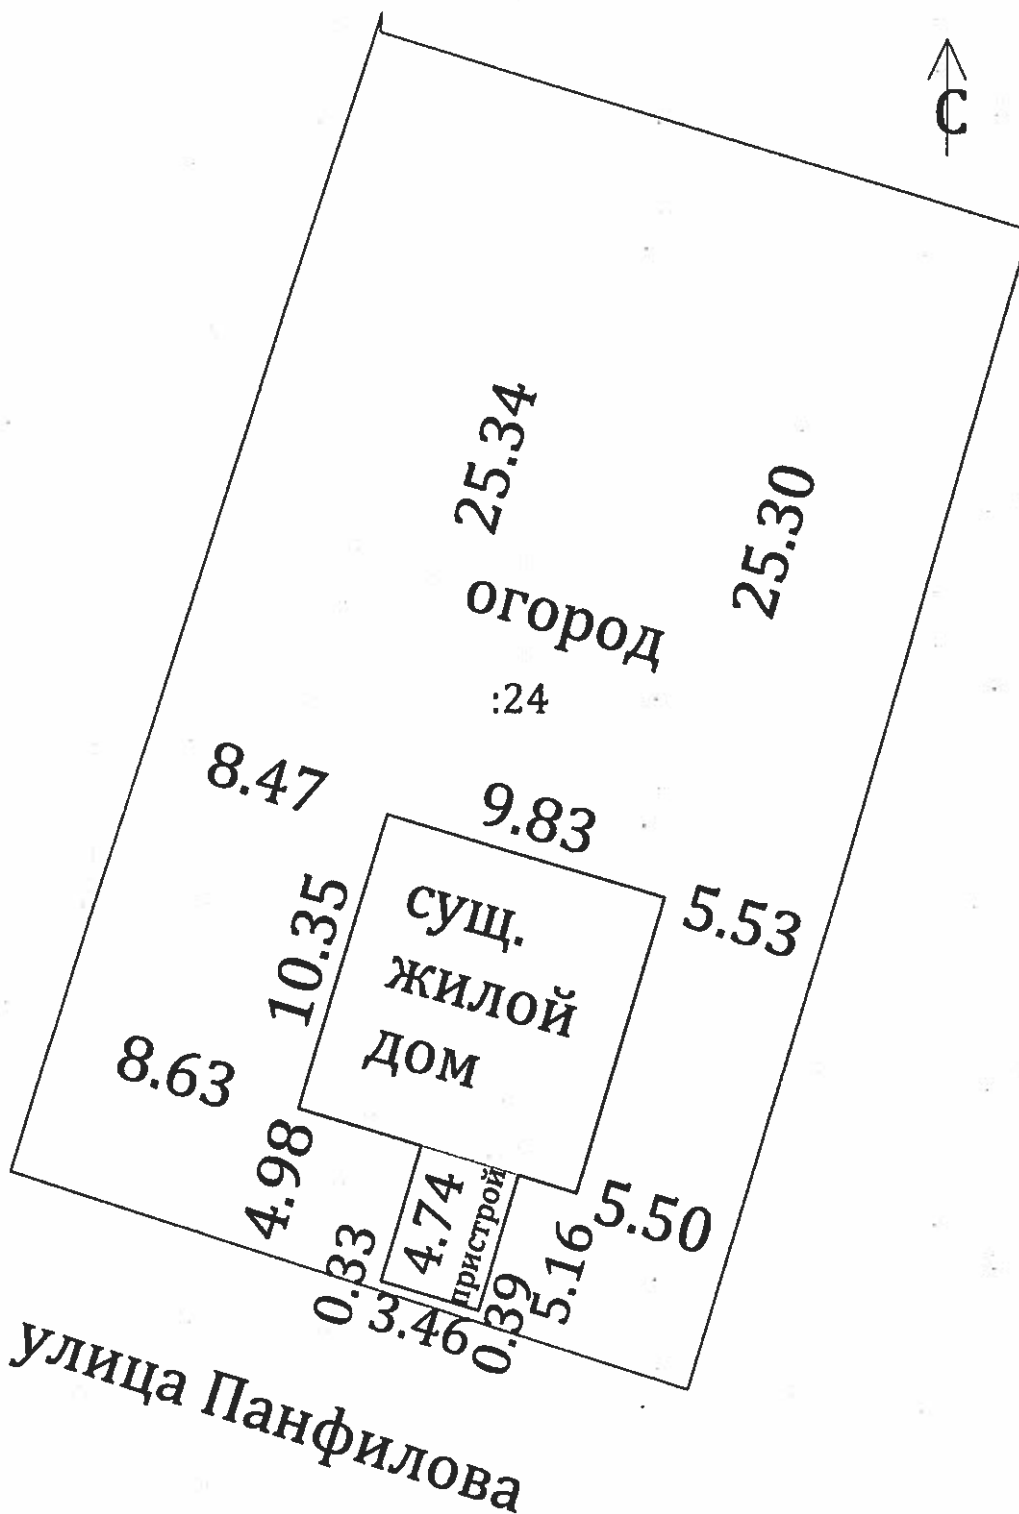 С
25.34
25.30
огород
:24
8.47
9.83
5.53
10.35
сущ.
жилой
дом
8.63
4.98
4.74
пристрой
5.50
5.16
0.33
3.46
0.39
улица Панфилова